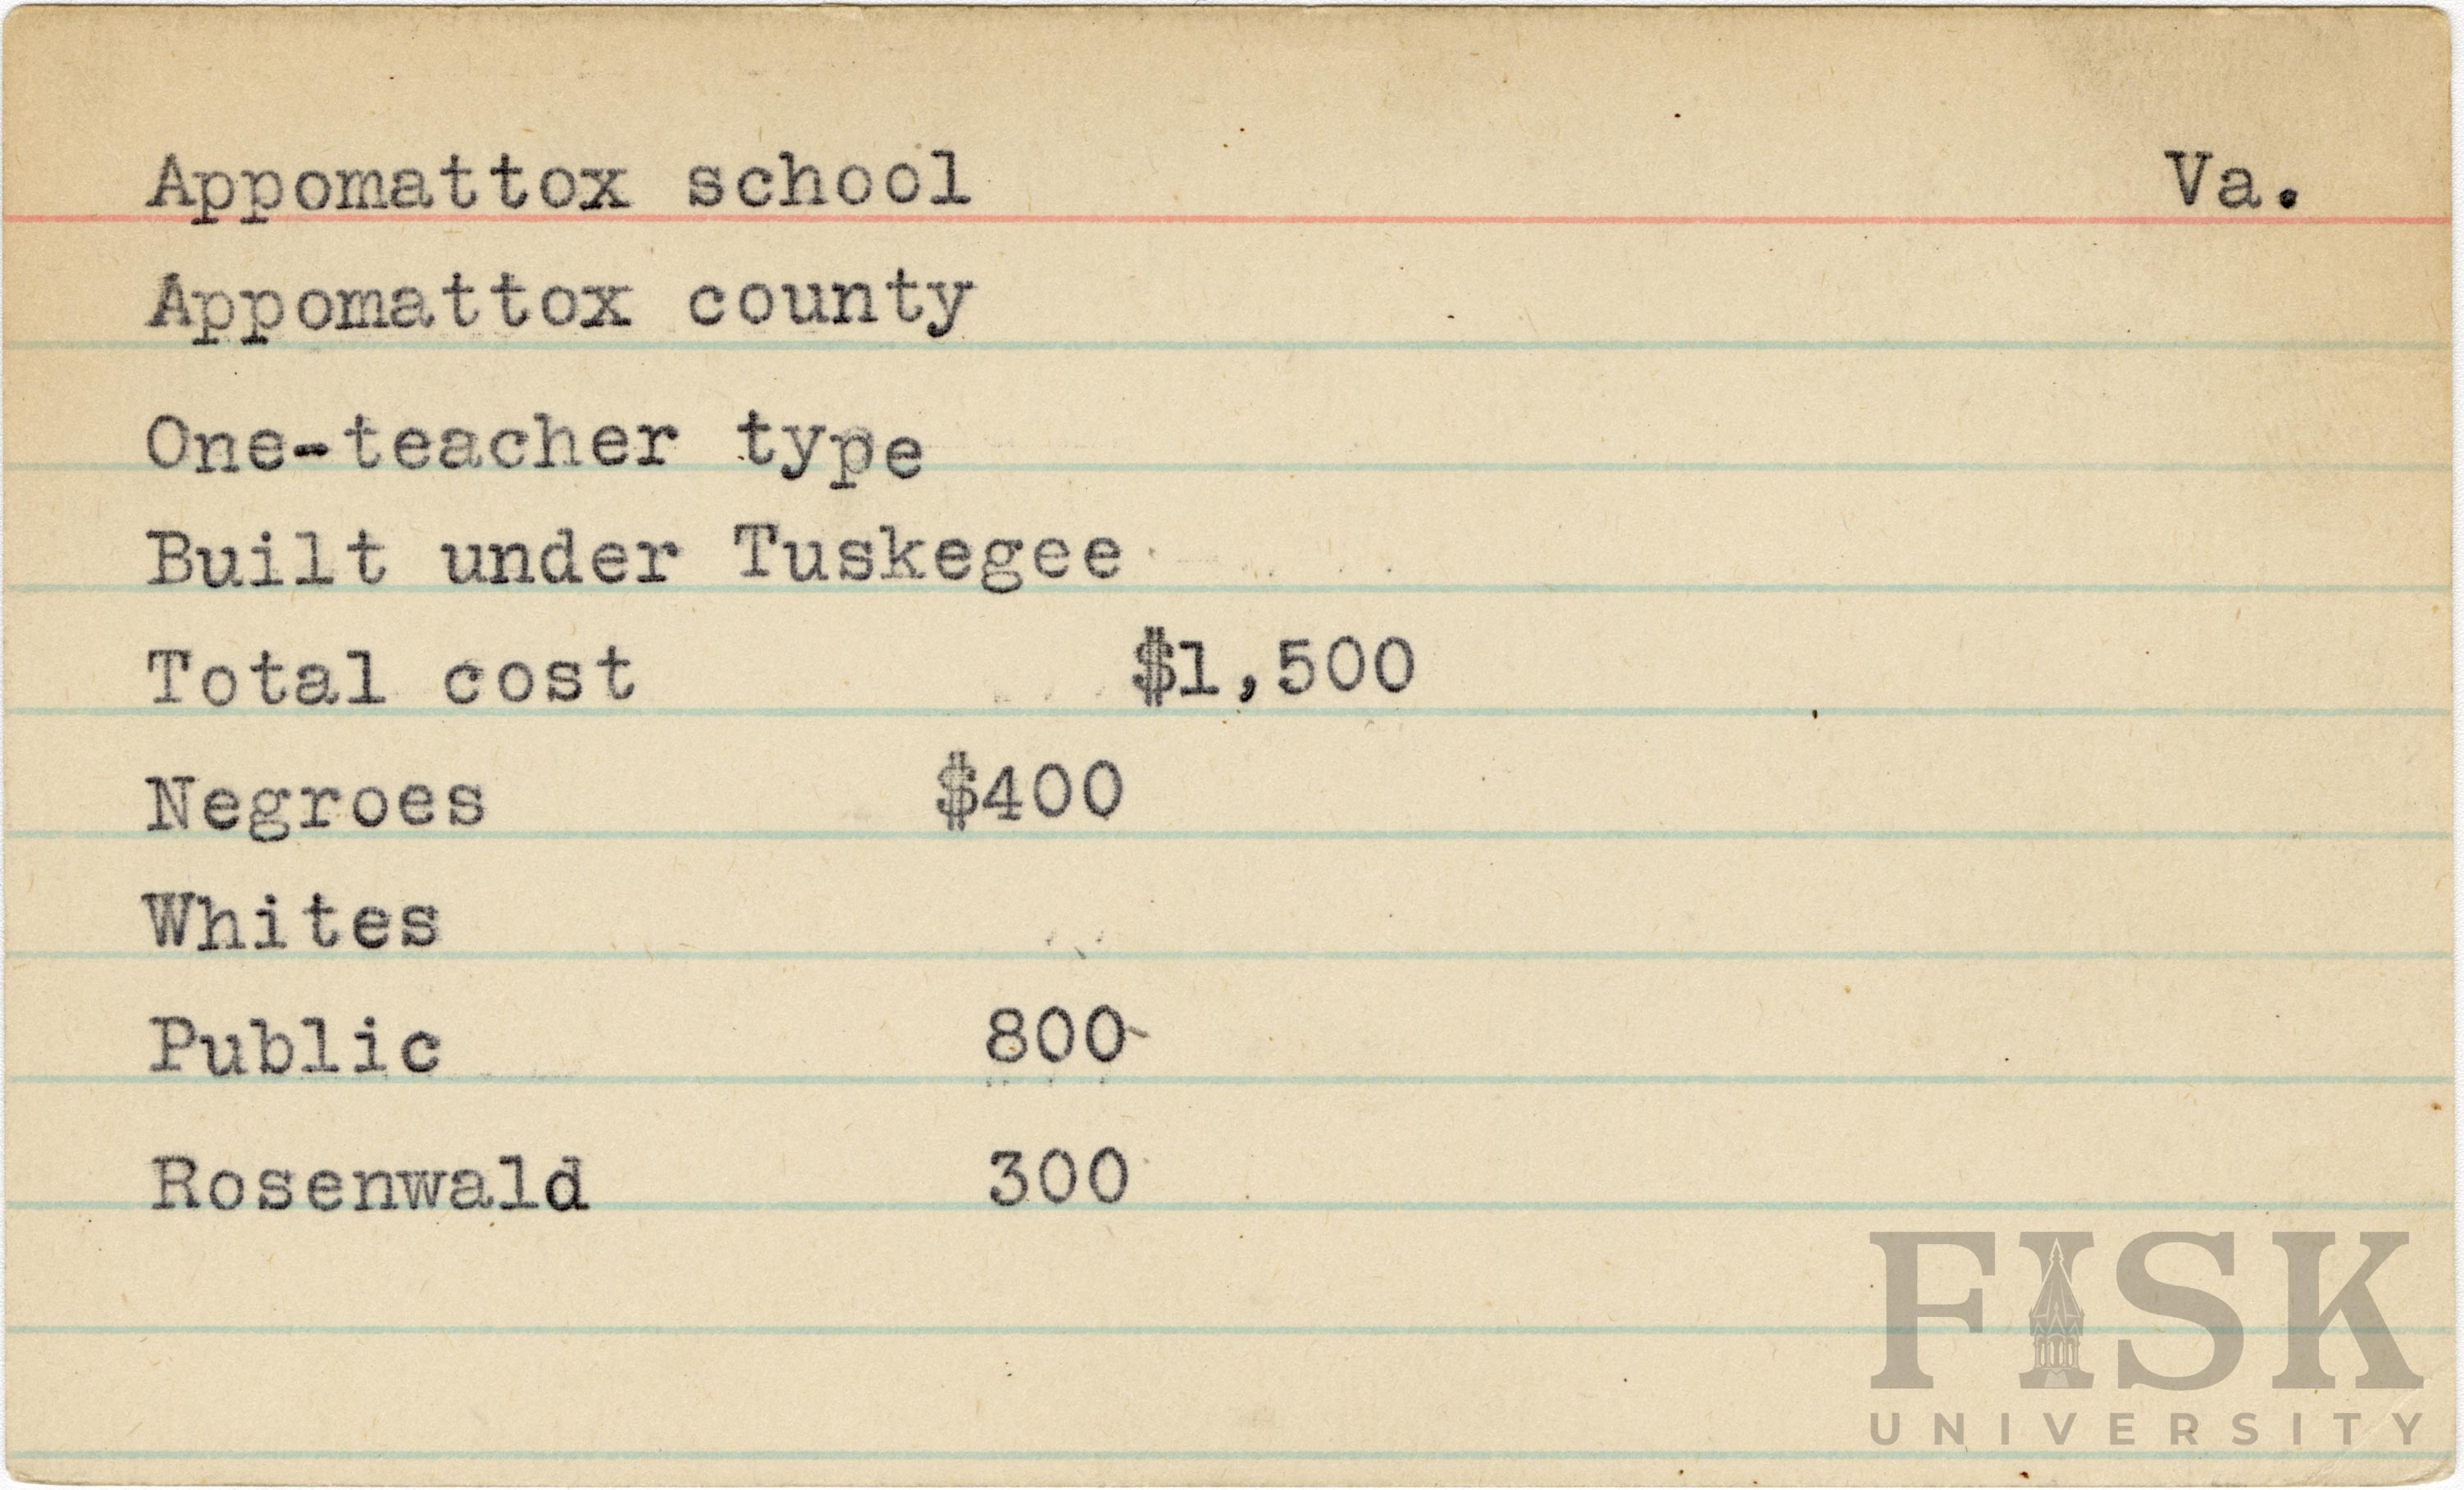 Appomattox school Va.
Appomattox county
One-teacher type
Built under Tuskegee
Total cost $1,500
Negroes $400
Whites
Public 800
Rosenwald 300
FISK
UNIVERSITY